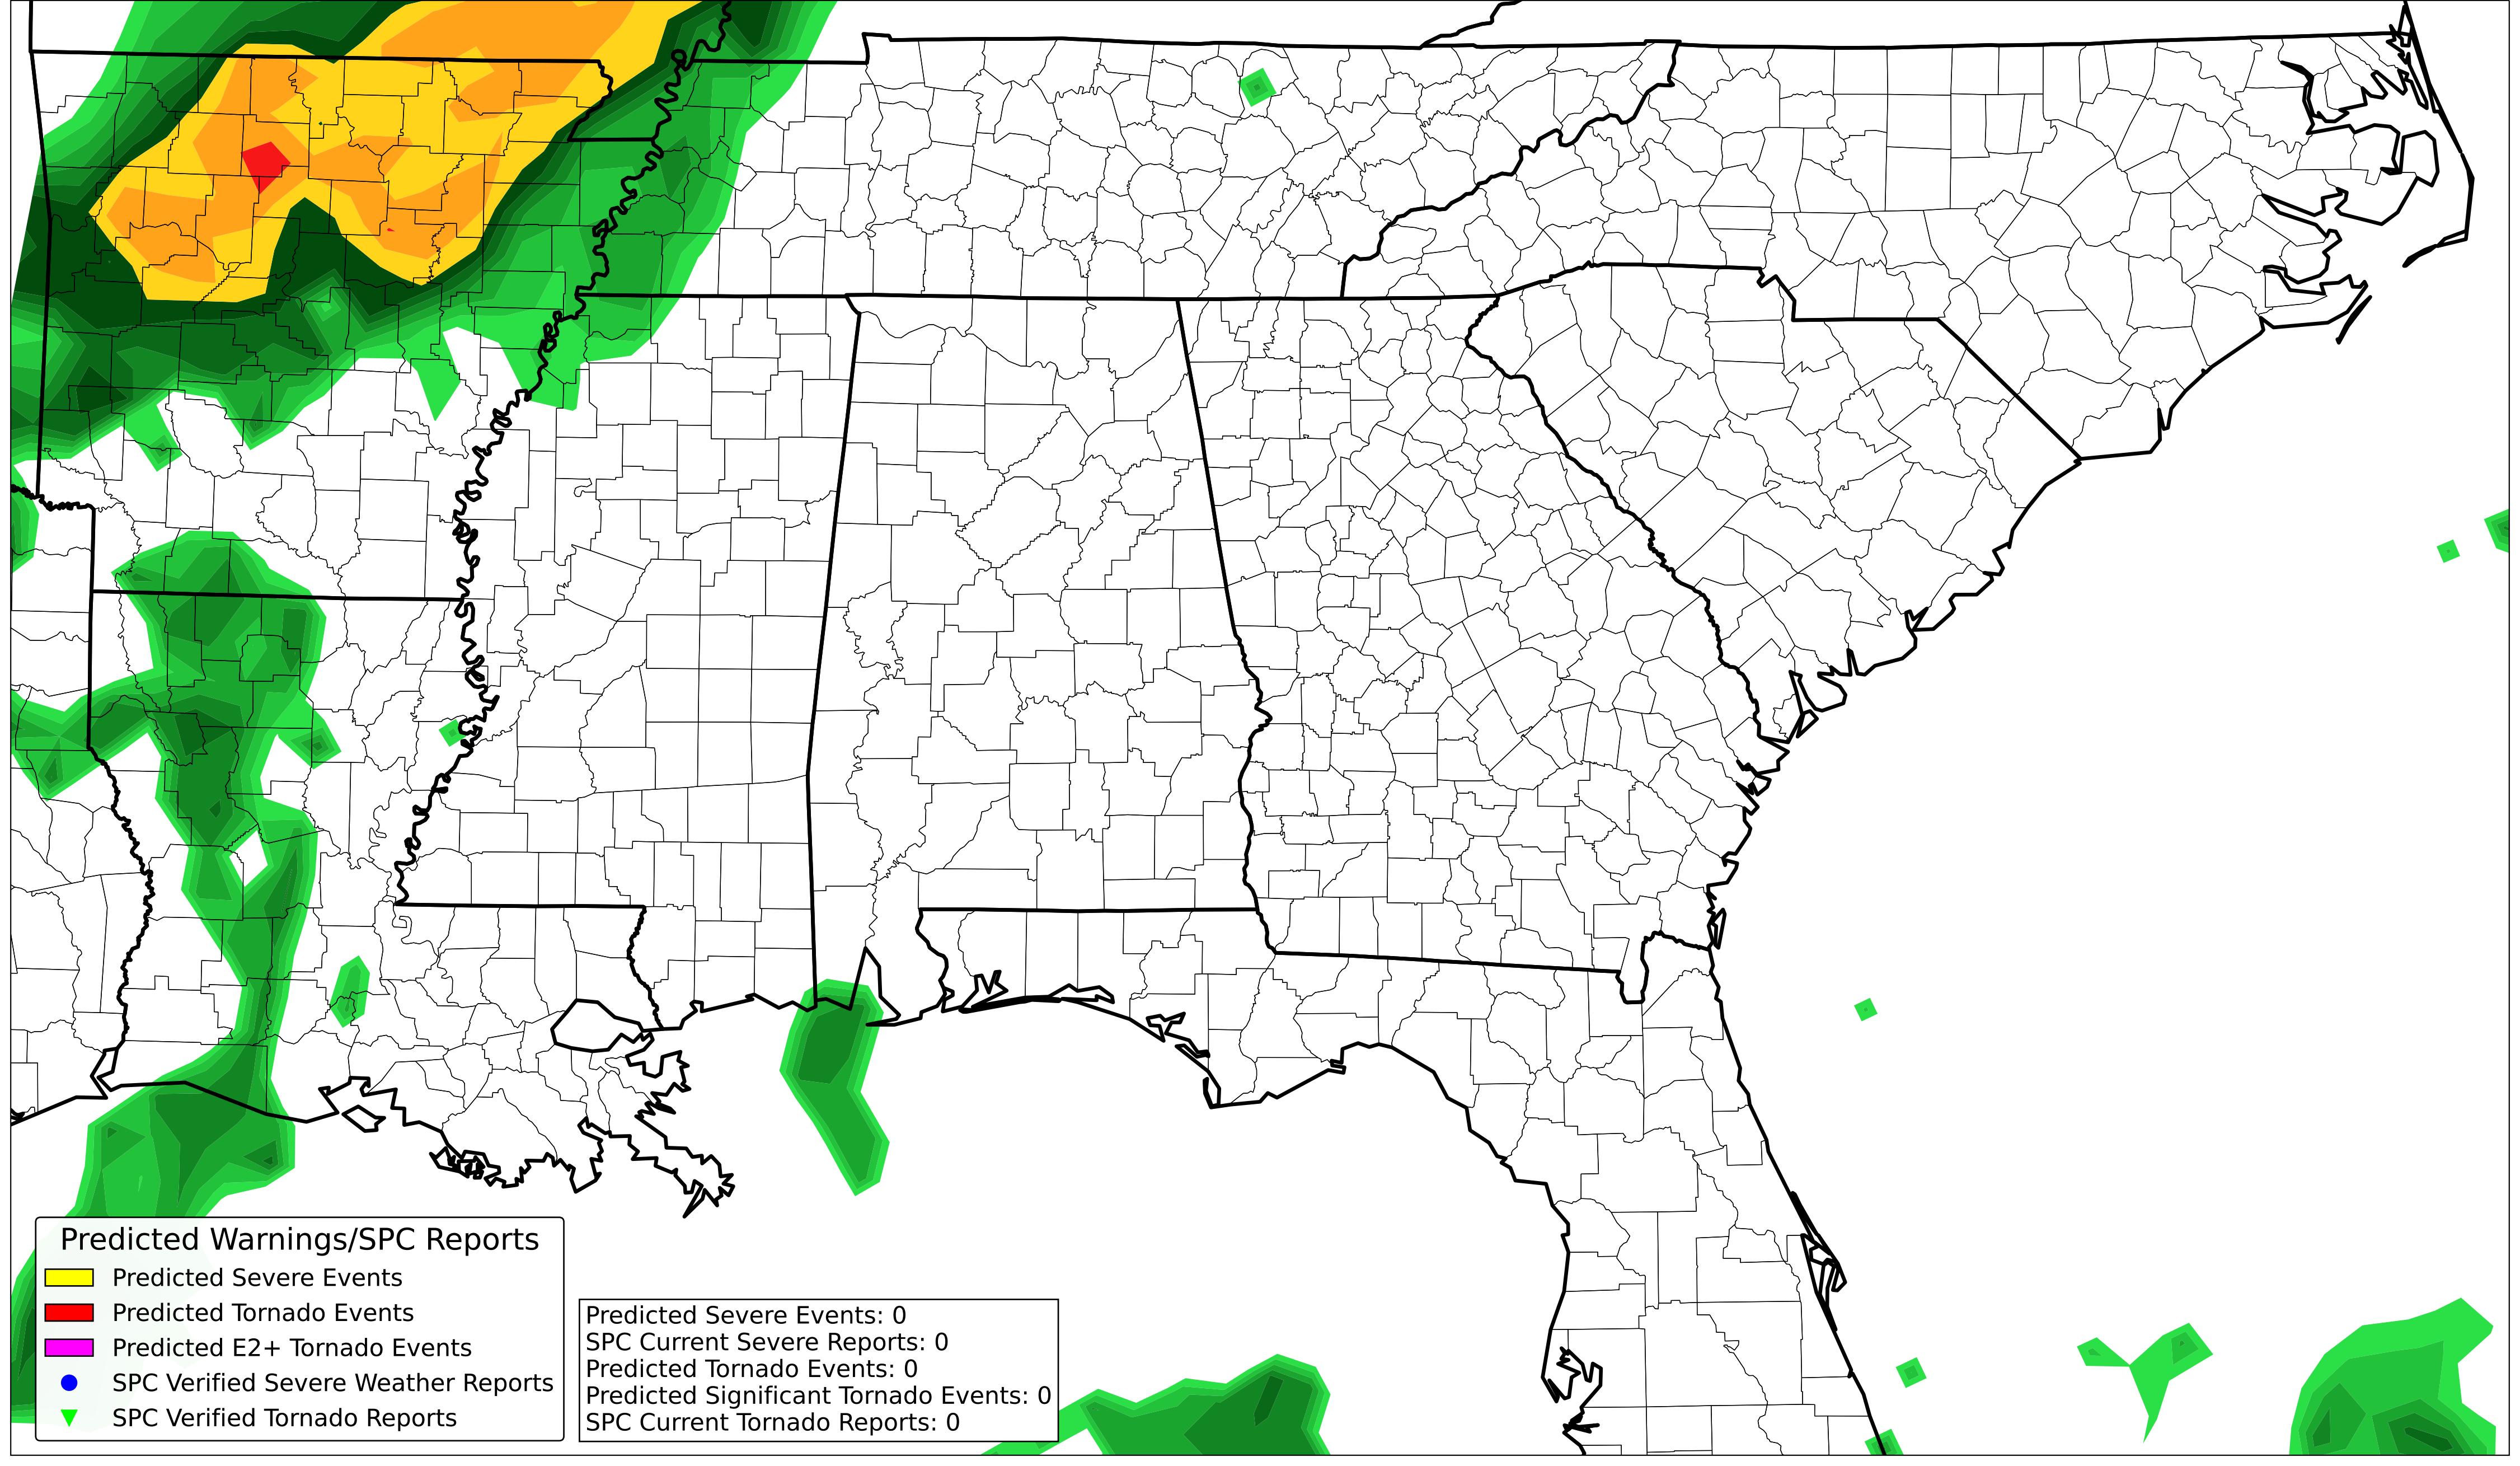 Predicted Warnings/SPC Reports
Predicted Severe Events
Predicted Tornado Events
Predicted E2+ Tornado Events
SPC Verified Severe Weather Reports
SPC Verified Tornado Reports
Predicted Severe Events: 0
SPC Current Severe Reports: 0
Predicted Tornado Events: 0
Predicted Significant Tornado Events: 0
SPC Current Tornado Reports: 0